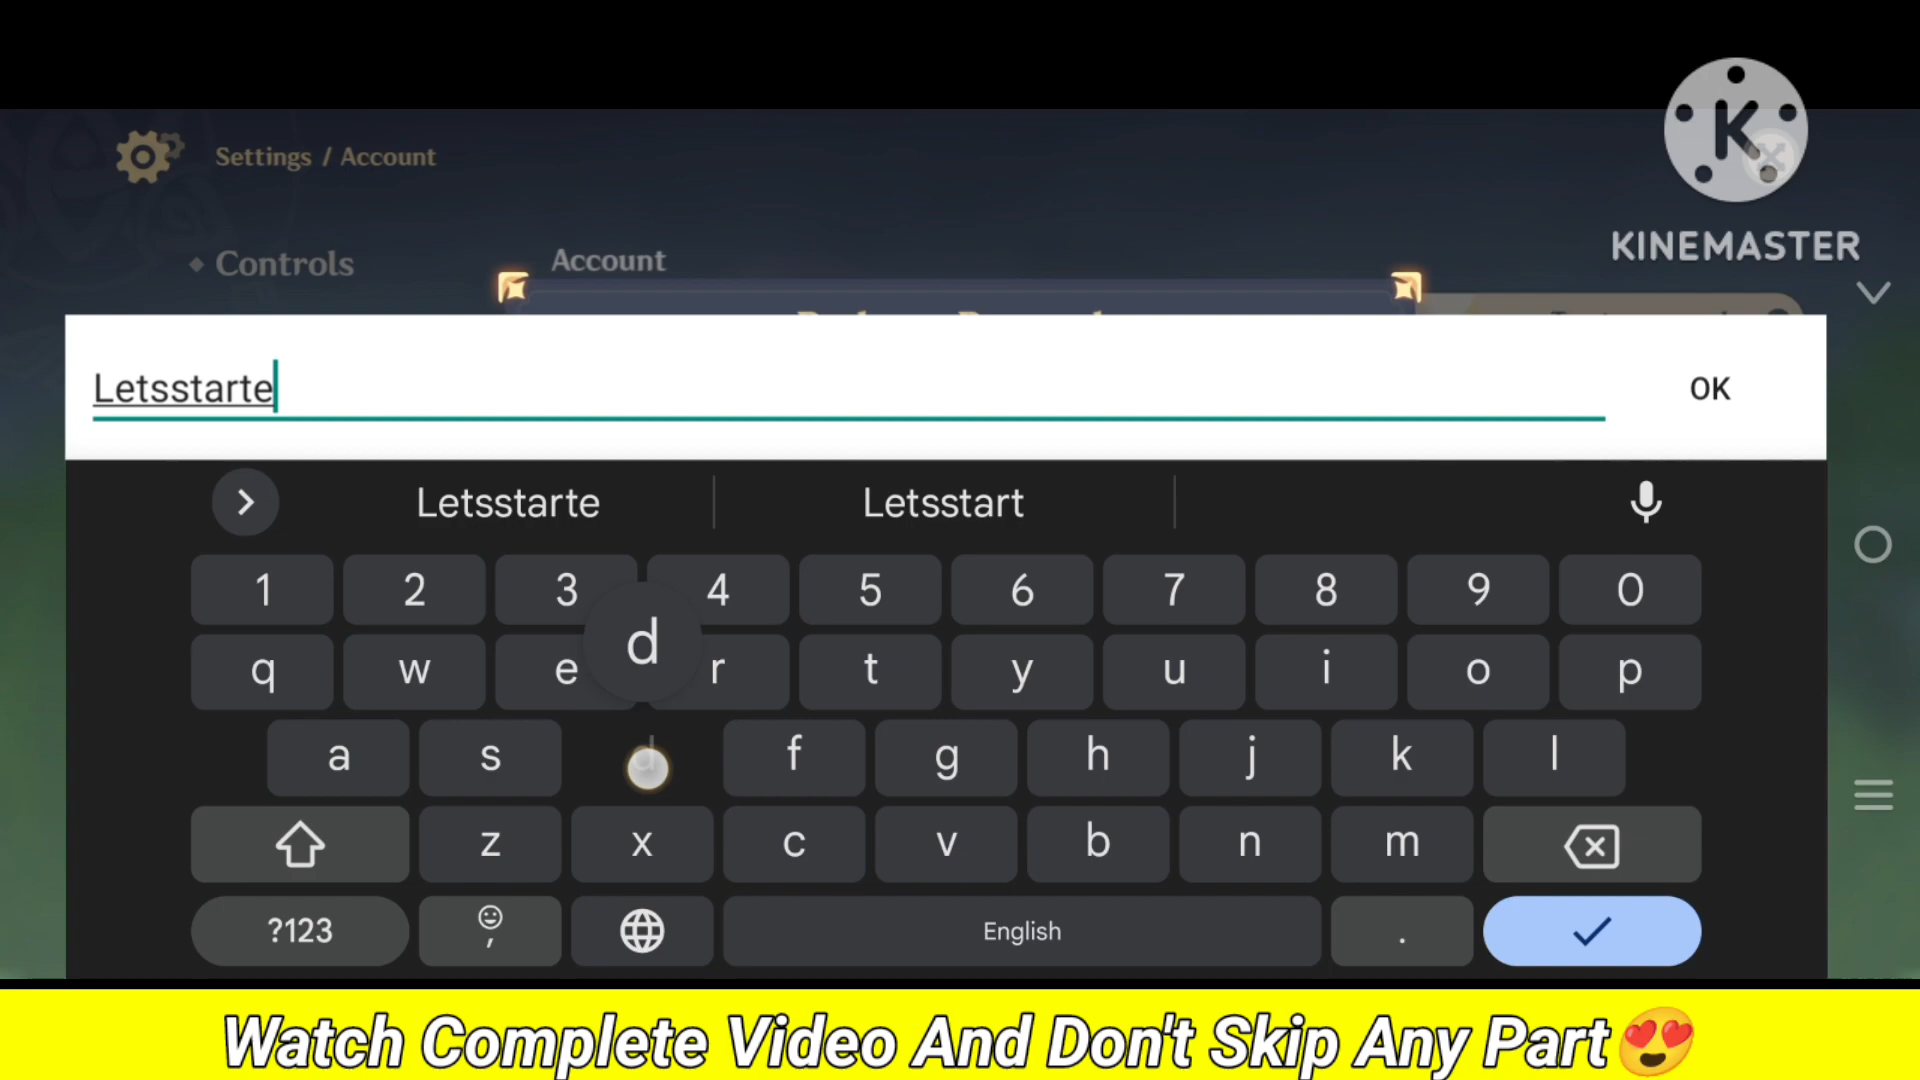 Settings / Account
Controls
Account
KINEMASTER
Letsstarte
OK
Letsstarte
Letsstart
1 2 3 4 5 6 7 8 9 0
d
q w e r t y u i o p
a s d f g h j k l
z x c v b n m
?123
,
English
.
Watch Complete Video And Don't Skip Any Part😍